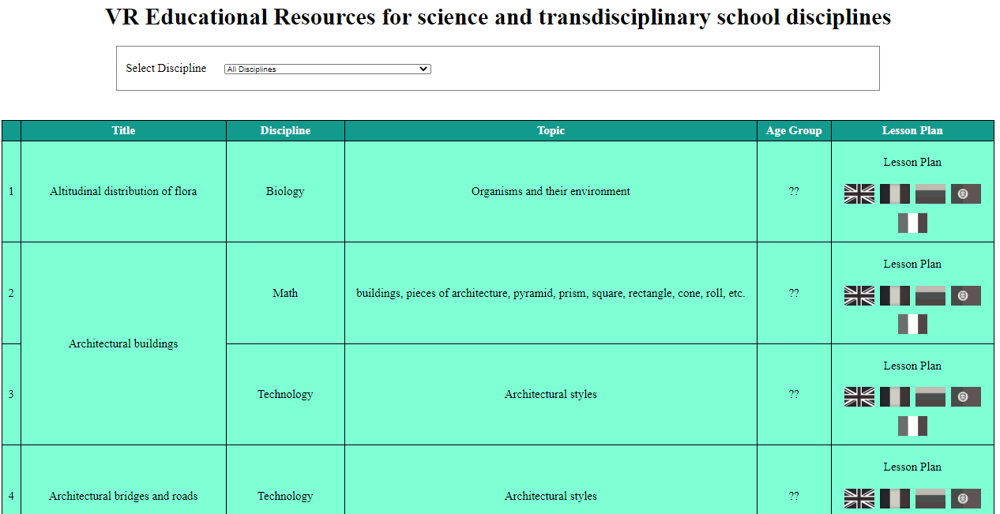 VR Educational Resources for science and transdisciplinary school disciplines
Select Discipline All Disciplines
Title Discipline Topic Age Group Lesson Plan
1 Altitudinal distribution of flora Biology Organisms and their environment ?? Lesson Plan
2 Architectural buildings Math buildings, pieces of architecture, pyramid, prism, square, rectangle, cone, roll, etc. ?? Lesson Plan
3 Technology Architectural styles ?? Lesson Plan
4 Architectural bridges and roads Technology Architectural styles ?? Lesson Plan